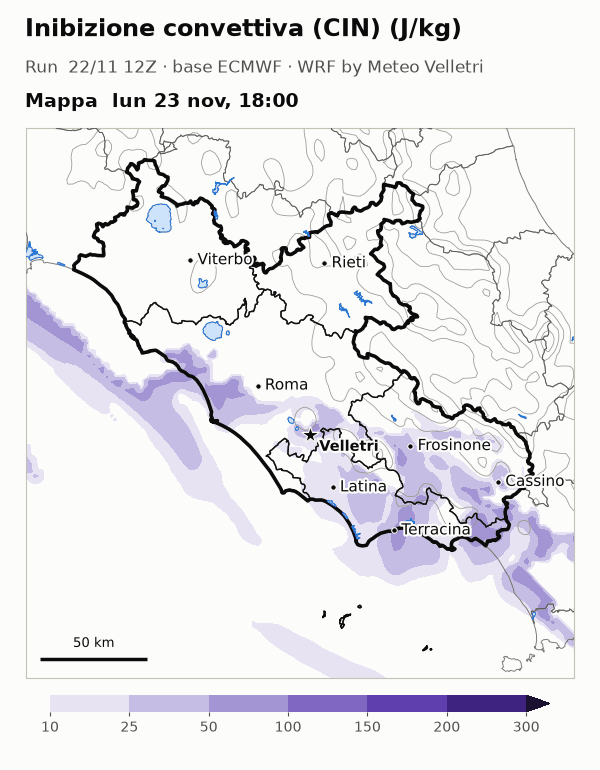 Inibizione convettiva (CIN) (J/kg)
Run  22/11 12Z · base ECMWF · WRF by Meteo Velletri
Mappa  lun 23 nov, 18:00
Viterbo
Rieti
Roma
Velletri
Frosinone
Latina
Cassino
Terracina
50 km
10 25 50 100 150 200 300